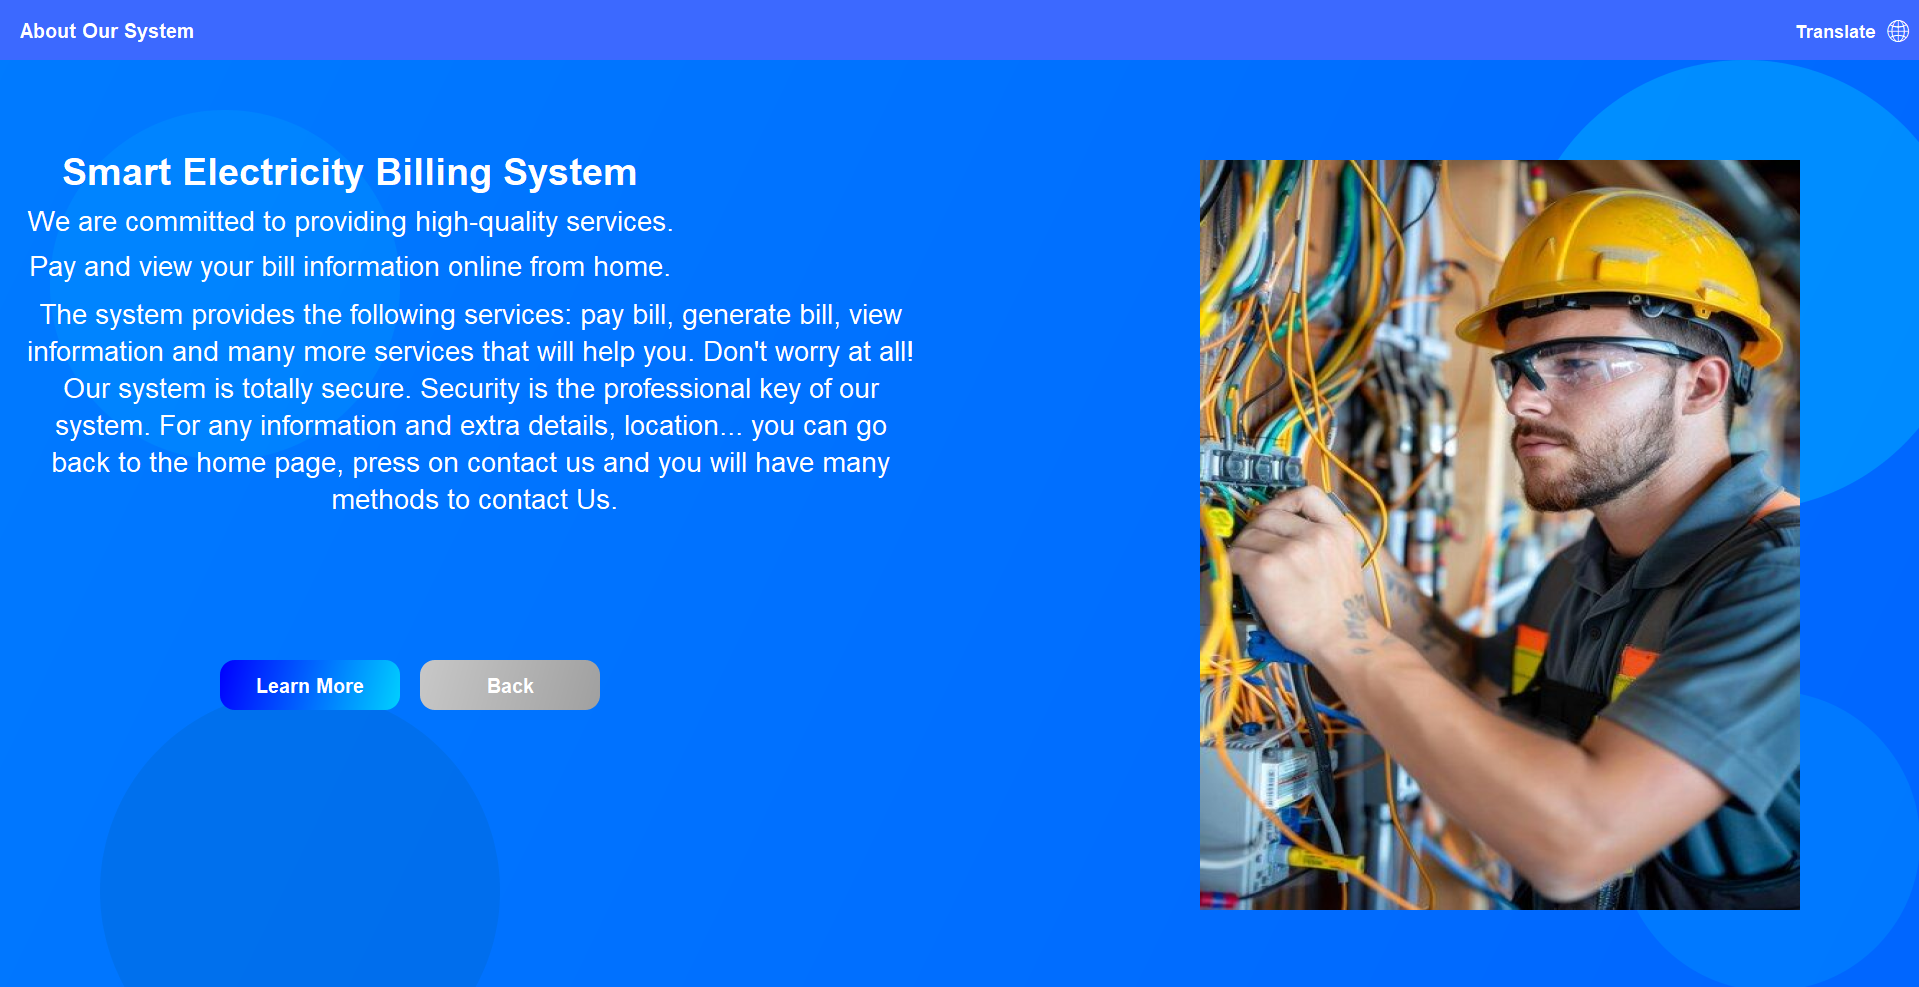 About Our System
Translate
Smart Electricity Billing System
We are committed to providing high-quality services.
Pay and view your bill information online from home.
The system provides the following services: pay bill, generate bill, view
information and many more services that will help you. Don't worry at all!
Our system is totally secure. Security is the professional key of our
system. For any information and extra details, location... you can go
back to the home page, press on contact us and you will have many
methods to contact Us.
Learn More
Back